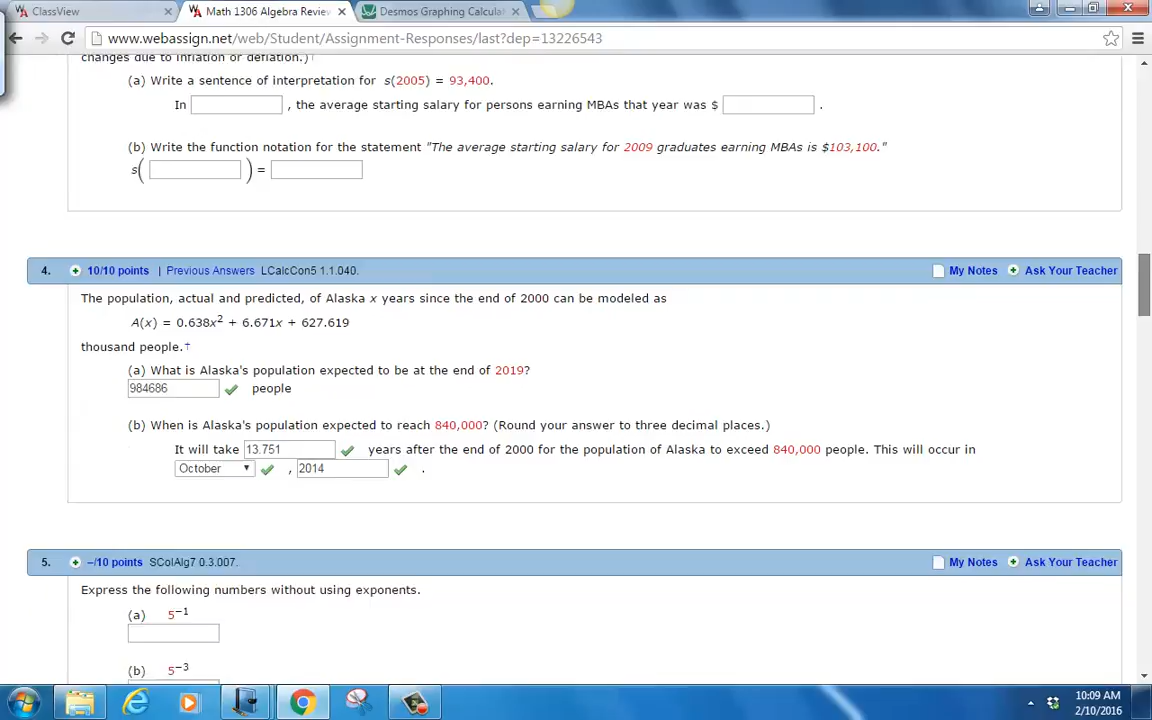 ClassView
Math 1306 Algebra Review
Desmos Graphing Calculat
www.webassign.net/web/Student/Assignment-Responses/last?dep=13226543
changes due to inflation or deflation.)†
(a) Write a sentence of interpretation for s(2005) = 93,400.
In , the average starting salary for persons earning MBAs that year was $ .
(b) Write the function notation for the statement "The average starting salary for 2009 graduates earning MBAs is $103,100."
s( ) =
4. 10/10 points | Previous Answers LCalcCon5 1.1.040. My Notes Ask Your Teacher
The population, actual and predicted, of Alaska x years since the end of 2000 can be modeled as
A(x) = 0.638x² + 6.671x + 627.619
thousand people.†
(a) What is Alaska's population expected to be at the end of 2019?
984686 people
(b) When is Alaska's population expected to reach 840,000? (Round your answer to three decimal places.)
It will take 13.751 years after the end of 2000 for the population of Alaska to exceed 840,000 people. This will occur in
October , 2014 .
5. –/10 points SColAlg7 0.3.007. My Notes Ask Your Teacher
Express the following numbers without using exponents.
(a) 5⁻¹
(b) 5⁻³
10:09 AM
2/10/2016